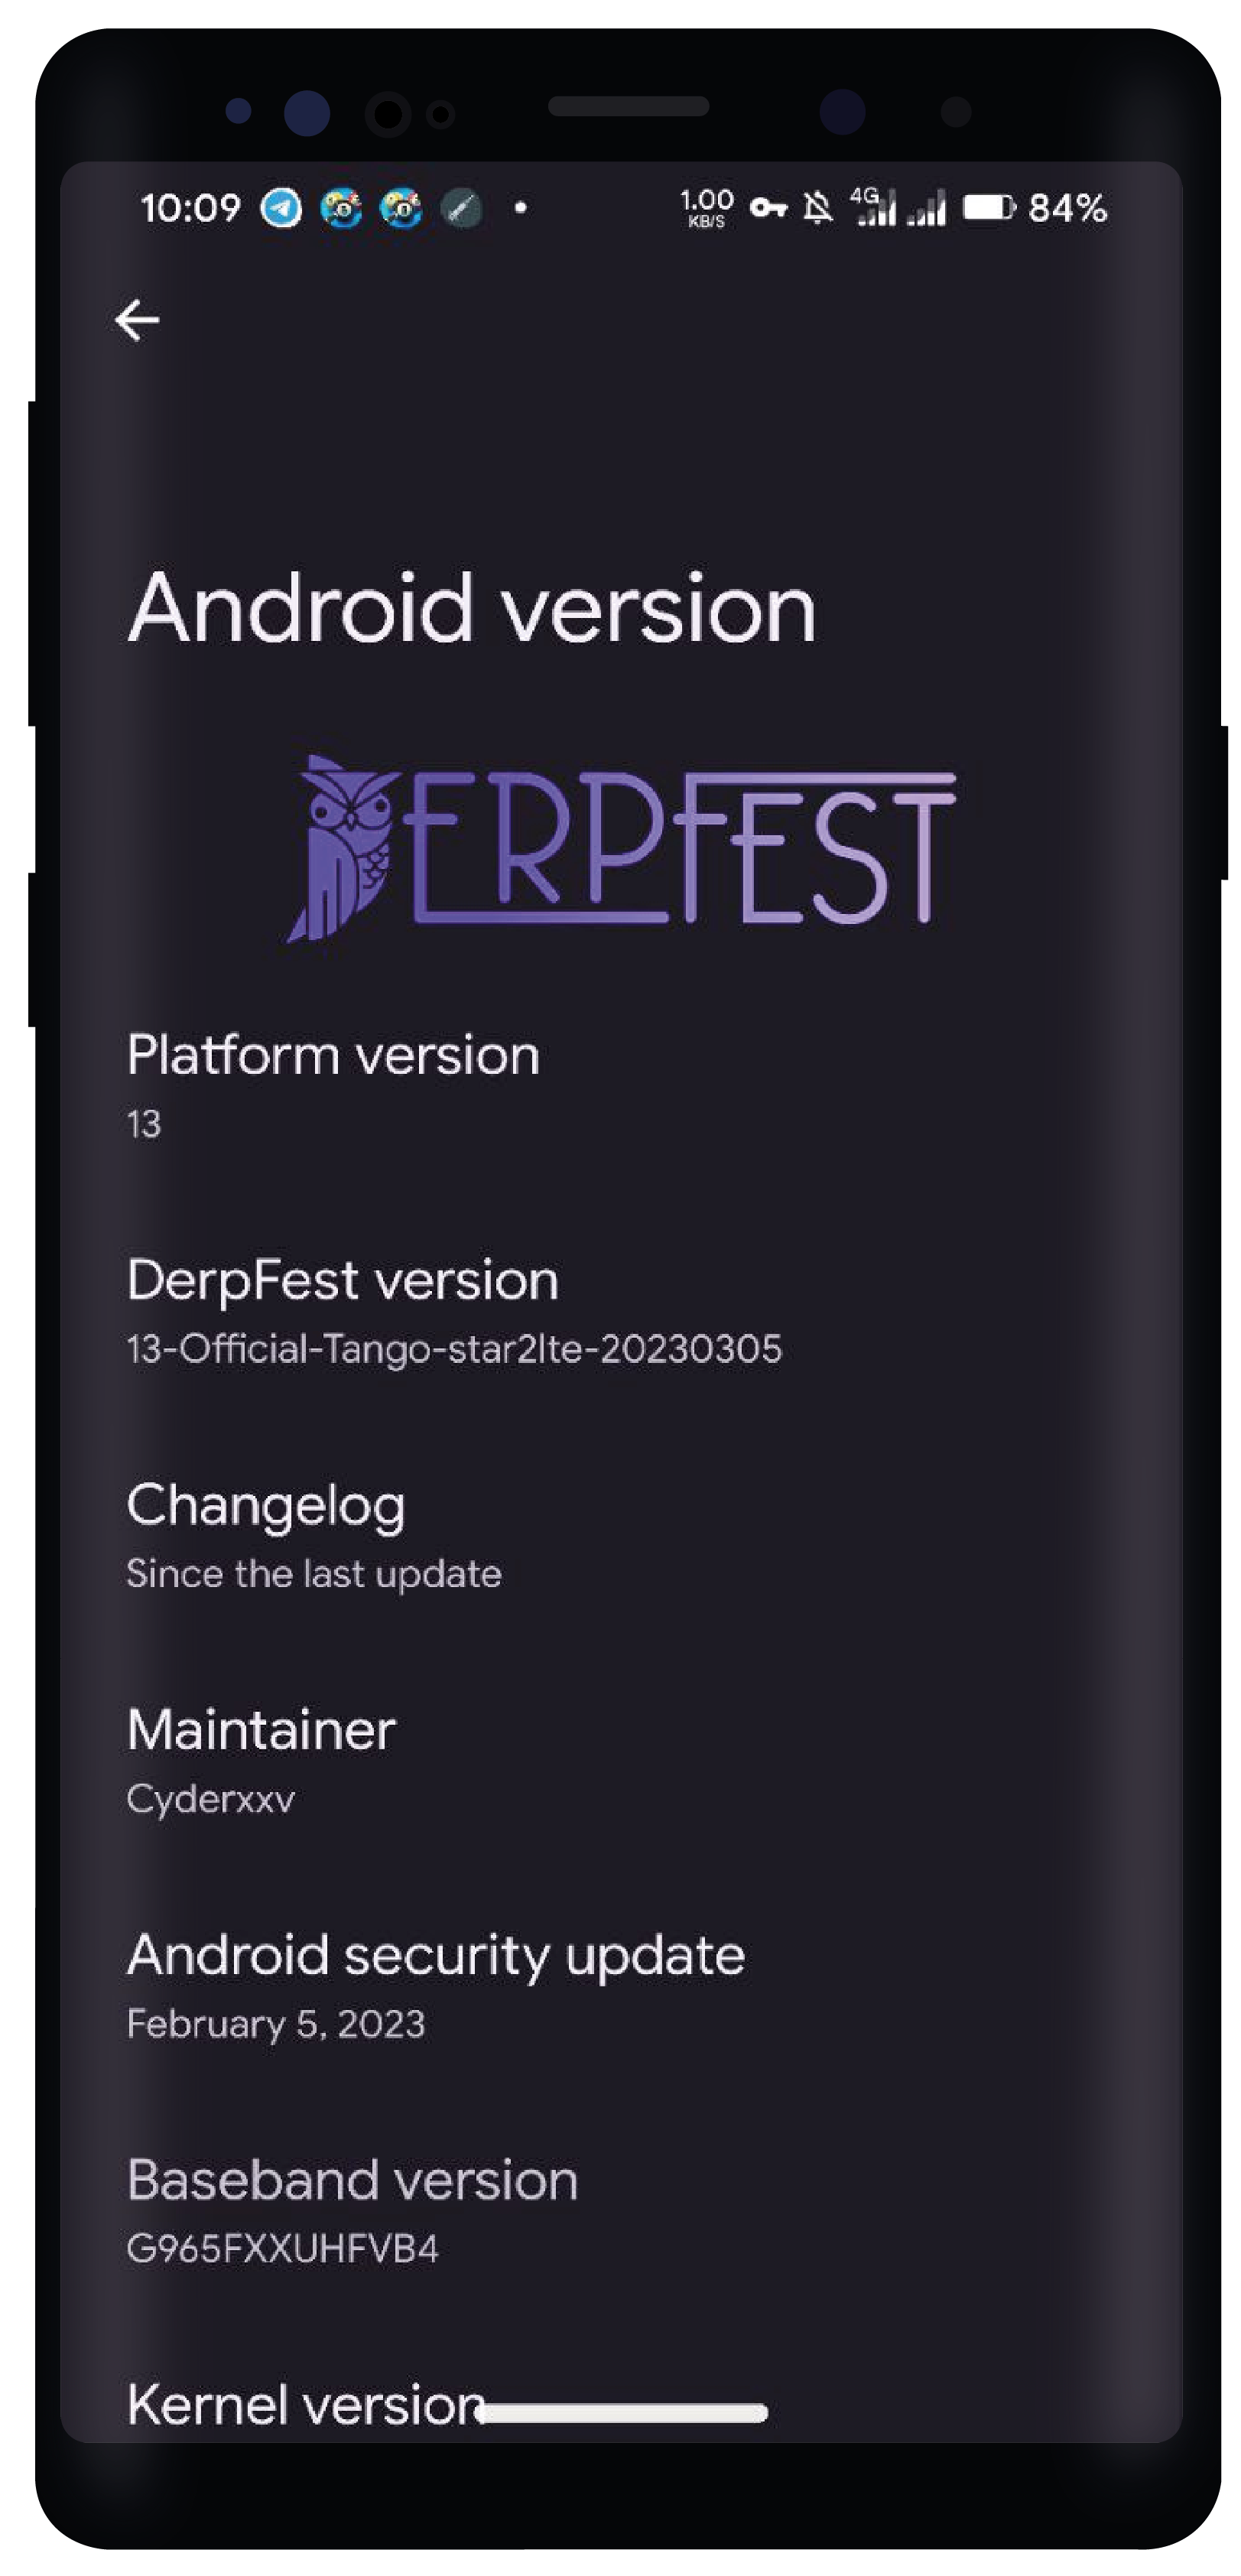 10:09 1.00 KB/S 4G 84%
Android version
DERPFEST
Platform version
13
DerpFest version
13-Official-Tango-star2lte-20230305
Changelog
Since the last update
Maintainer
Cyderxxv
Android security update
February 5, 2023
Baseband version
G965FXXUHFVB4
Kernel version